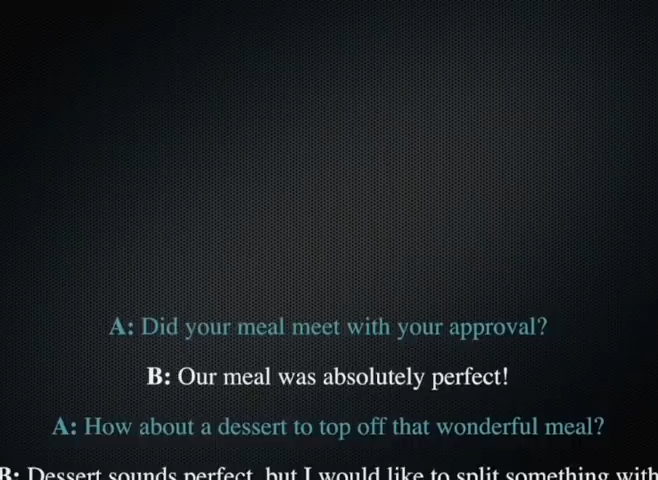 A: Did your meal meet with your approval?
B: Our meal was absolutely perfect!
A: How about a dessert to top off that wonderful meal?
B: Dessert sounds perfect, but I would like to split something with